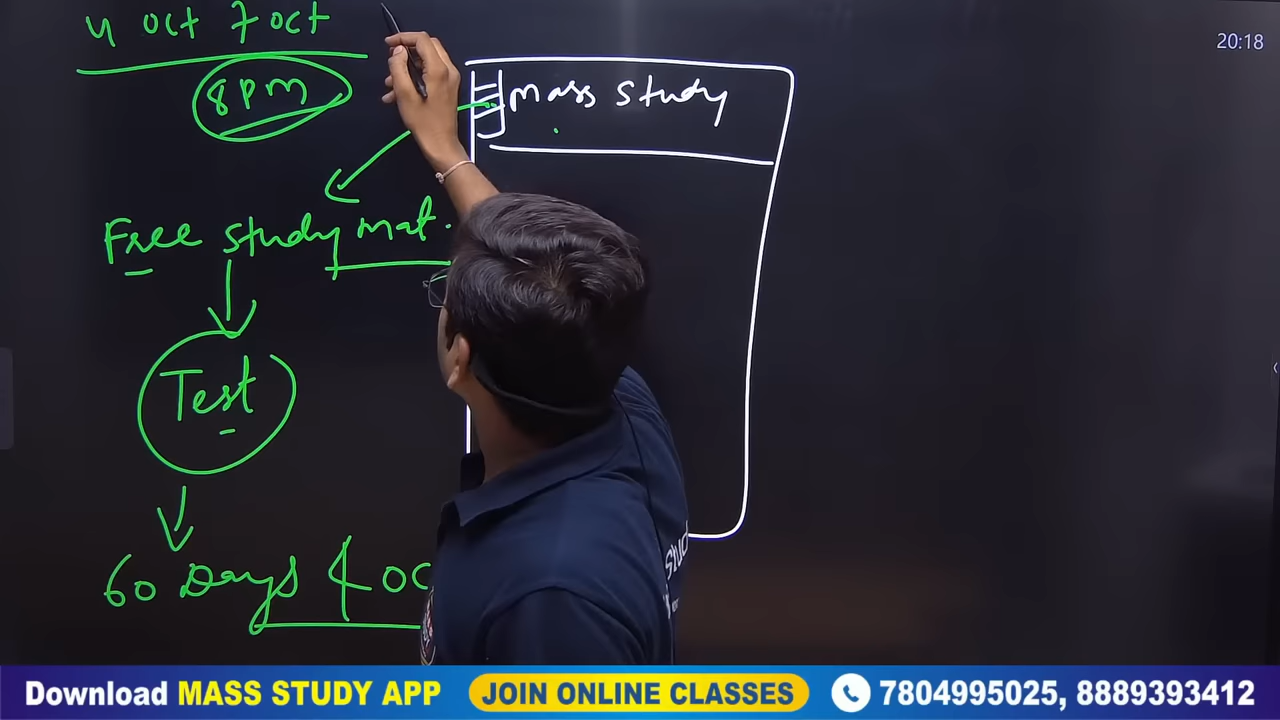 4 oct 7 oct
20:18
8 pm
Mass study
Free study mat.
Test
60 Days
Download MASS STUDY APP JOIN ONLINE CLASSES 7804995025, 8889393412